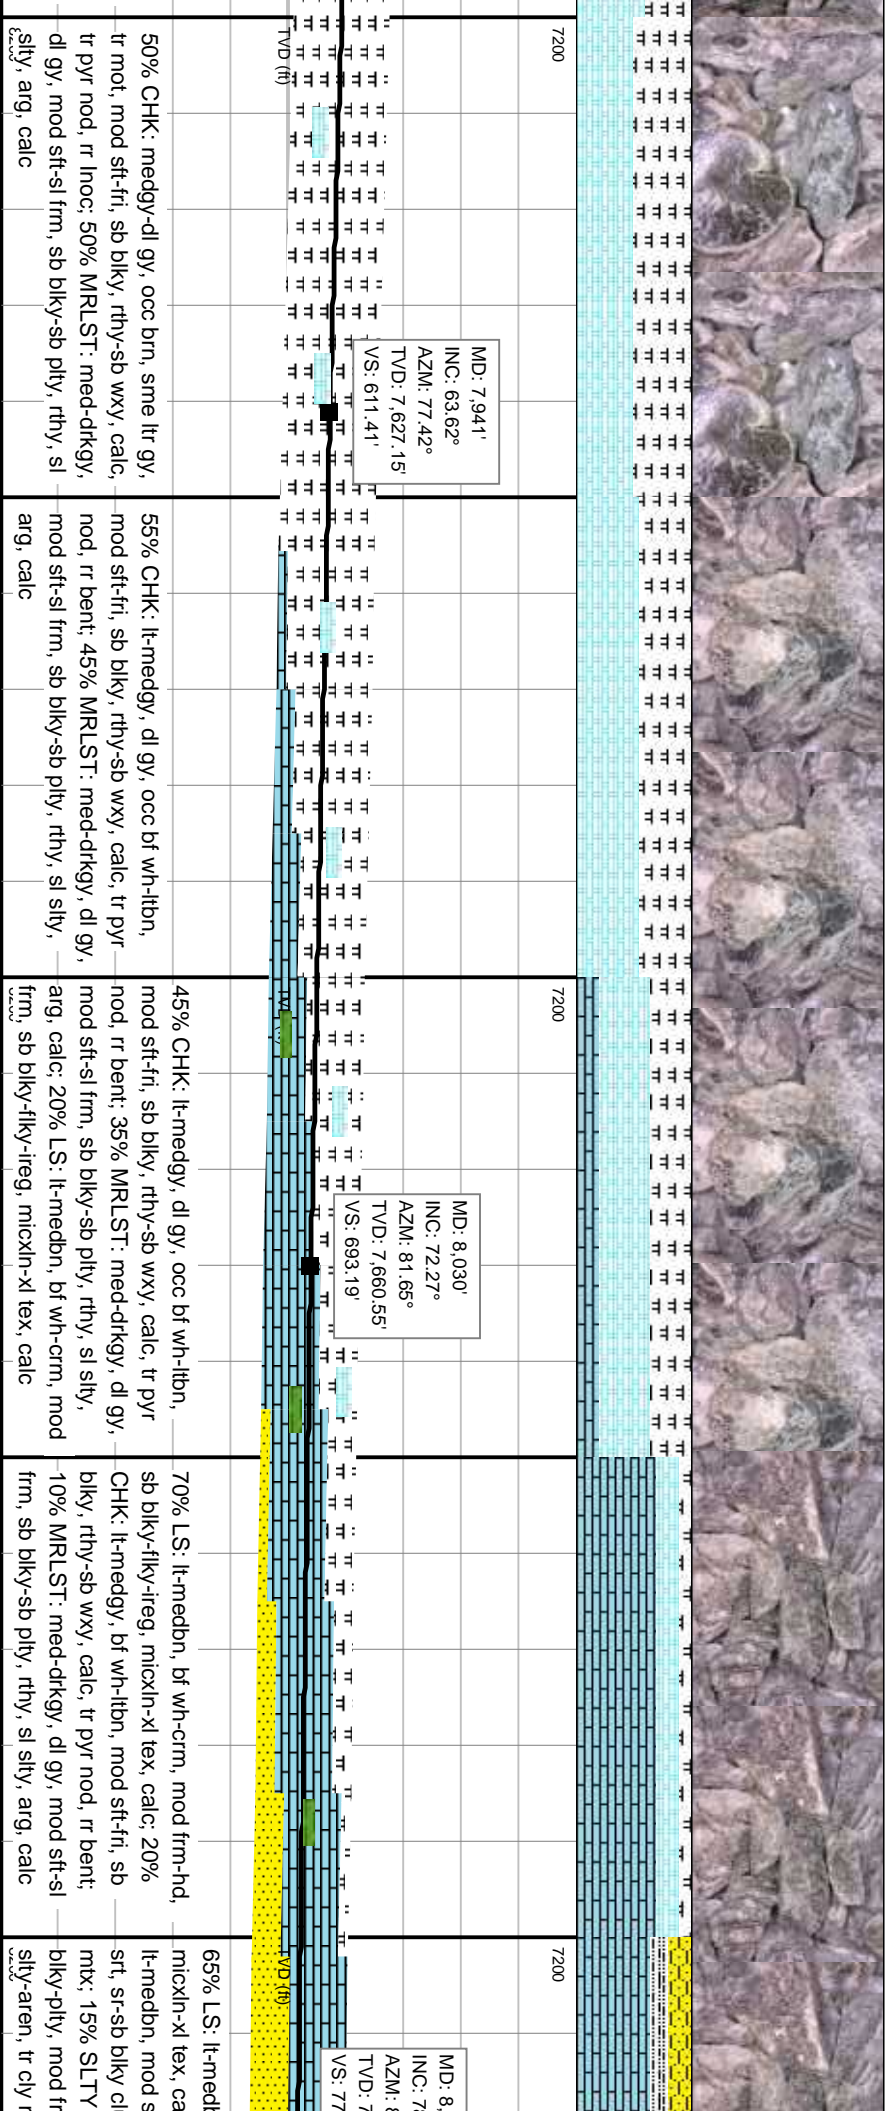 7200
TVD (ft)
50% CHK: medgy-dl gy, occ brn, sme ltr gy,
tr mot, mod sft-fri, sb blky, rthy-sb wxy, calc,
tr pyr nod, rr Inoc; 50% MRLST: med-drkgy,
dl gy, mod sft-sl frm, sb blky-sb plty, rthy, sl
slty, arg, calc
MD: 7,941'
INC: 63.62°
AZM: 77.42°
TVD: 7,627.15'
VS: 611.41'
55% CHK: lt-medgy, dl gy, occ bf wh-ltbn,
mod sft-fri, sb blky, rthy-sb wxy, calc, tr pyr
nod, rr bent; 45% MRLST: med-drkgy, dl gy,
mod sft-sl frm, sb blky-sb plty, rthy, sl slty,
arg, calc
7200
45% CHK: lt-medgy, dl gy, occ bf wh-ltbn,
mod sft-fri, sb blky, rthy-sb wxy, calc, tr pyr
nod, rr bent; 35% MRLST: med-drkgy, dl gy,
mod sft-sl frm, sb blky-sb plty, rthy, sl slty,
arg, calc; 20% LS: lt-medbn, bf wh-crm, mod
frm, sb blky-flky-ireg, micxln-xl tex, calc
MD: 8,030'
INC: 72.27°
AZM: 81.65°
TVD: 7,660.55'
VS: 693.19'
70% LS: lt-medbn, bf wh-crm, mod frm-hd,
sb blky-flky-ireg, micxln-xl tex, calc; 20%
CHK: lt-medgy, bf wh-ltbn, mod sft-fri, sb
blky, rthy-sb wxy, calc, tr pyr nod, rr bent;
10% MRLST: med-drkgy, dl gy, mod sft-sl
frm, sb blky-sb plty, rthy, sl slty, arg, calc
7200
VD (ft)
65% LS: lt-medb
micxln-xl tex, ca
lt-medbn, mod s
srt, sr-sb blky cl
mtx; 15% SLTY
blky-plty, mod fr
slty-aren, tr cly
MD: 8,
INC: 7
AZM:
TVD: 7
VS: 77